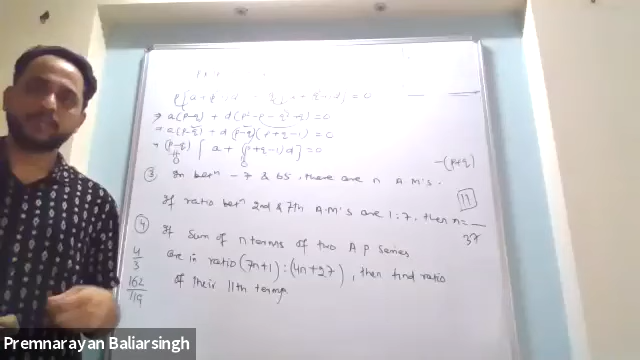 p[a+p
q
=0
⇒ a(p-q) + d(p²-p-q²+q)=0
⇒ a(p-q) + d(p-q)(p+q-1)=0
⇒ (p-q) [a + (p+q-1)d]=0
-(p+q)
③ In betⁿ -7 & 65, there are n A.M's.
If ratio betⁿ 2nd & 7th A.M's are 1:7, then n= __
11
37
④ If Sum of n terms of two A P series
are in ratio (7n+1):(4n+27), then find ratio
of their 11th terms
4/3
162/119
Premnarayan Baliarsingh